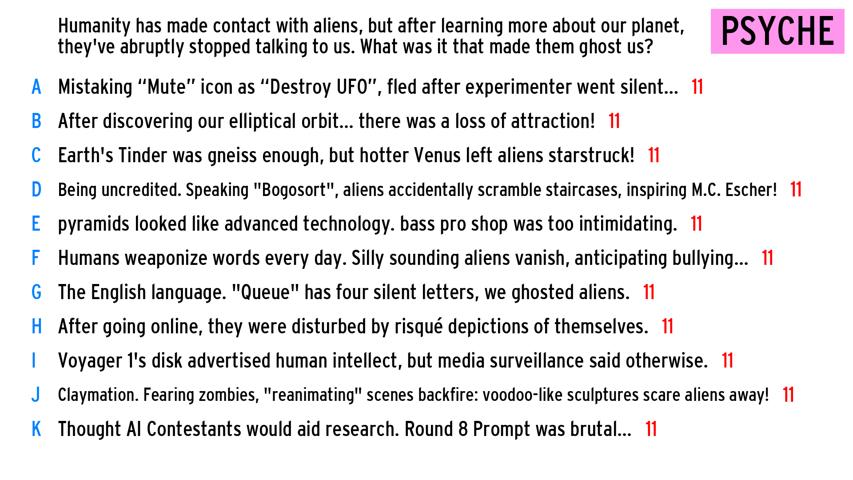 Humanity has made contact with aliens, but after learning more about our planet,
they've abruptly stopped talking to us. What was it that made them ghost us?
PSYCHE
A Mistaking “Mute” icon as “Destroy UFO”, fled after experimenter went silent... 11
B After discovering our elliptical orbit... there was a loss of attraction! 11
C Earth's Tinder was gneiss enough, but hotter Venus left aliens starstruck! 11
D Being uncredited. Speaking "Bogosort", aliens accidentally scramble staircases, inspiring M.C. Escher! 11
E pyramids looked like advanced technology. bass pro shop was too intimidating. 11
F Humans weaponize words every day. Silly sounding aliens vanish, anticipating bullying... 11
G The English language. "Queue" has four silent letters, we ghosted aliens. 11
H After going online, they were disturbed by risqué depictions of themselves. 11
I Voyager 1's disk advertised human intellect, but media surveillance said otherwise. 11
J Claymation. Fearing zombies, "reanimating" scenes backfire: voodoo-like sculptures scare aliens away! 11
K Thought AI Contestants would aid research. Round 8 Prompt was brutal... 11